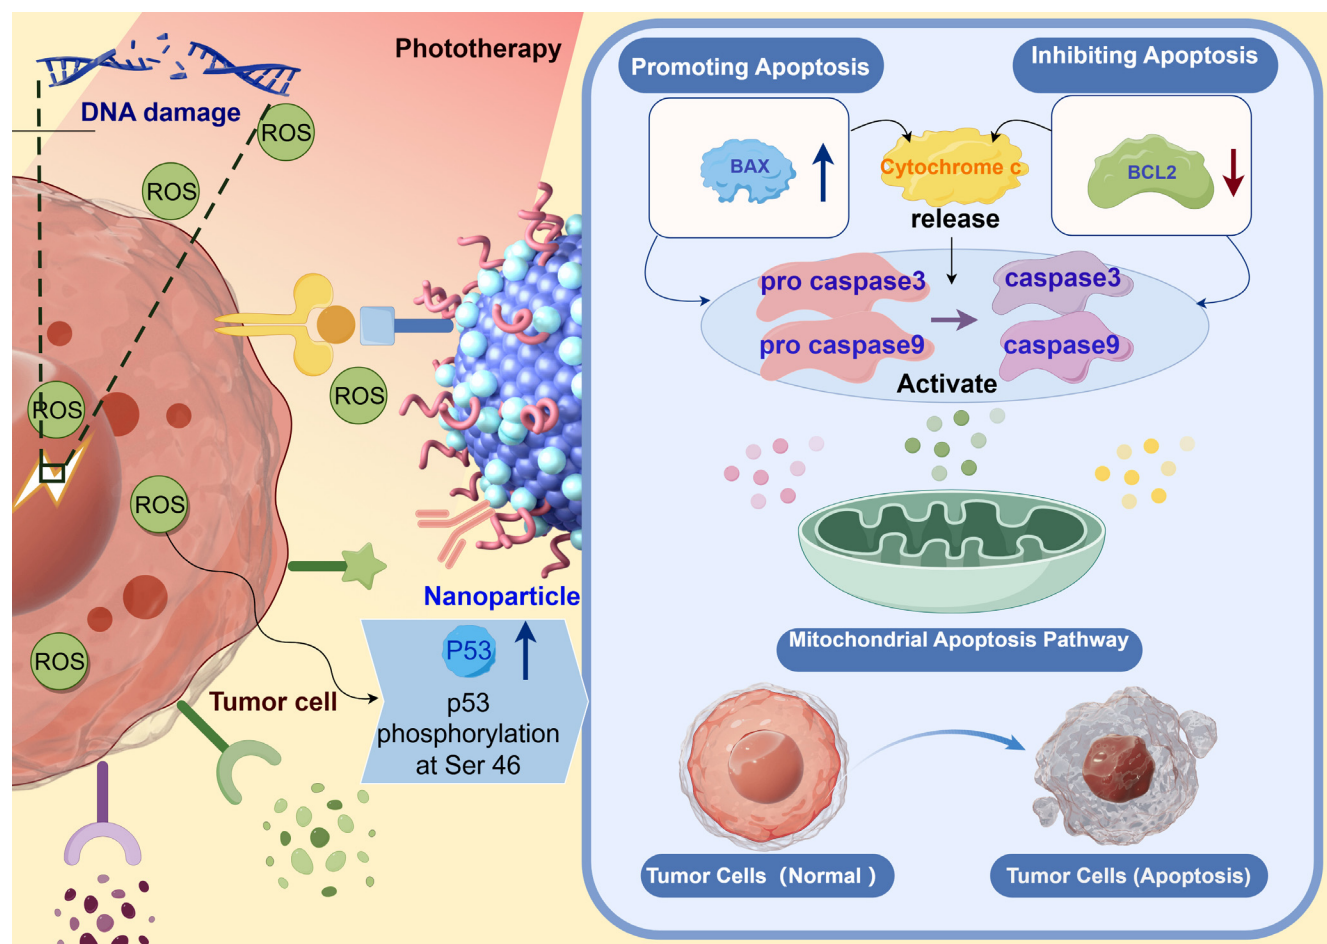 Phototherapy
DNA damage
ROS
ROS
ROS
ROS
ROS
ROS
Nanoparticle
Tumor cell
P53
p53
phosphorylation
at Ser 46
Promoting Apoptosis
Inhibiting Apoptosis
BAX
Cytochrome c
release
BCL2
pro caspase3
caspase3
pro caspase9
caspase9
Activate
Mitochondrial Apoptosis Pathway
Tumor Cells（Normal ）
Tumor Cells (Apoptosis)